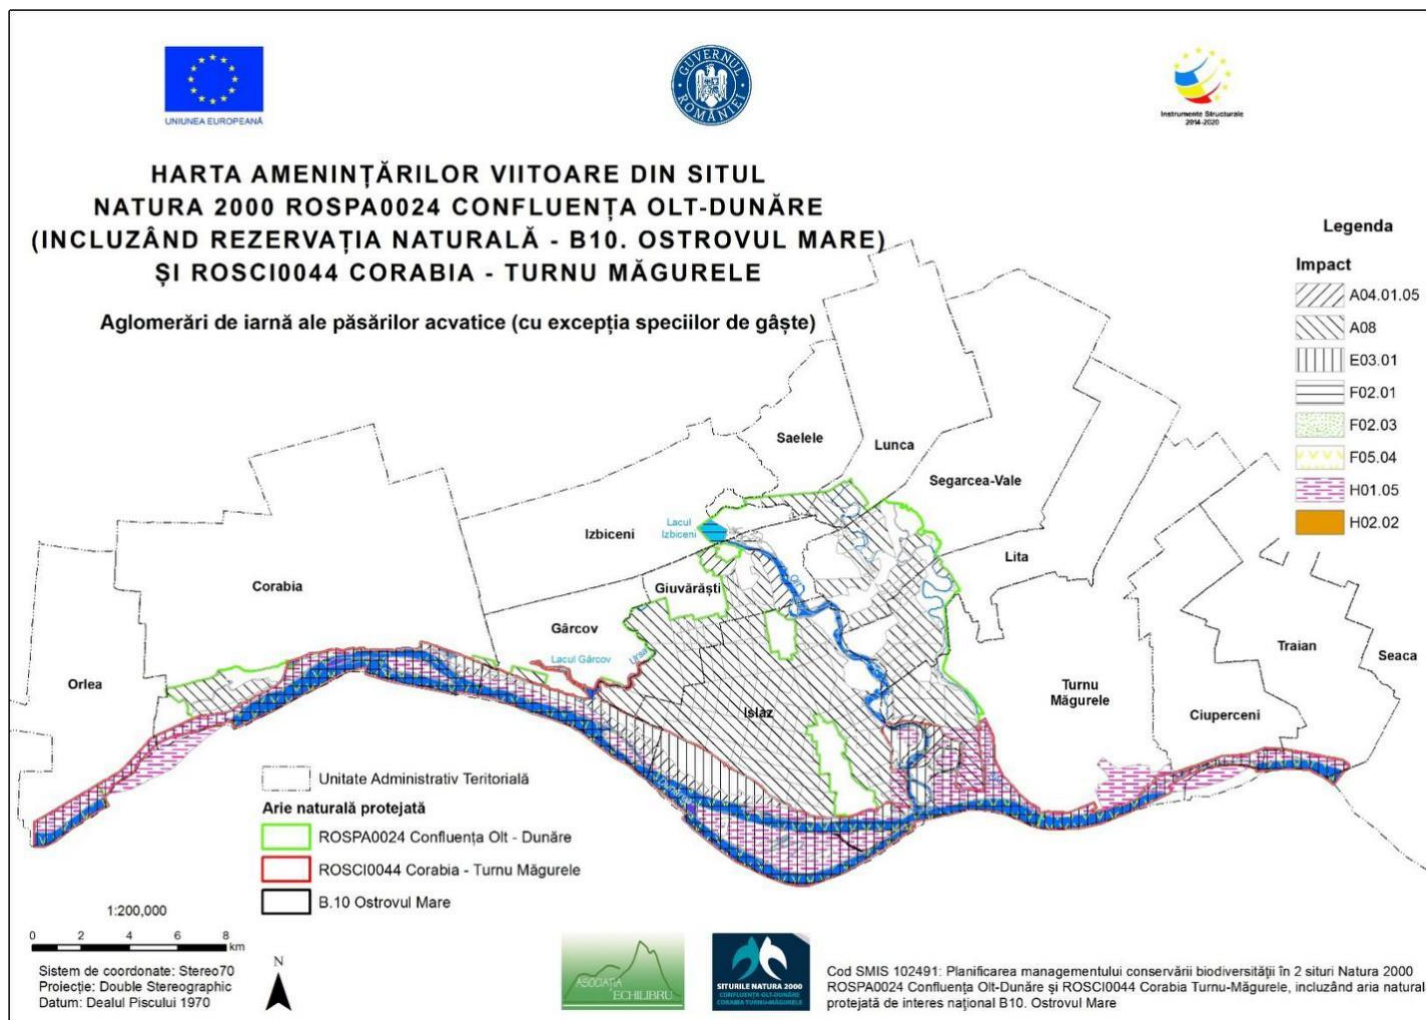 UNIUNEA EUROPEANĂ
GUVERNUL ROMÂNIEI
Instrumente Structurale
2014-2020
HARTA AMENINȚĂRILOR VIITOARE DIN SITUL
NATURA 2000 ROSPA0024 CONFLUENȚA OLT-DUNĂRE
(INCLUZÂND REZERVAȚIA NATURALĂ - B10. OSTROVUL MARE)
ȘI ROSCI0044 CORABIA - TURNU MĂGURELE
Aglomerări de iarnă ale păsărilor acvatice (cu excepția speciilor de gâște)
Legenda
Impact
A04.01.05
A08
E03.01
F02.01
F02.03
F05.04
H01.05
H02.02
Saelele
Lunca
Segarcea-Vale
Izbiceni
Lacul
Izbiceni
Lita
Corabia
Giuvărăști
Olt
Gârcov
Lacul Gârcov
Ursa
Traian
Seaca
Orlea
Turnu
Măgurele
Islaz
Ciuperceni
Unitate Administrativ Teritorială
Arie naturală protejată
ROSPA0024 Confluența Olt - Dunăre
ROSCI0044 Corabia - Turnu Măgurele
B.10 Ostrovul Mare
1:200,000
0 2 4 6 8
km
N
Sistem de coordonate: Stereo70
Proiecție: Double Stereographic
Datum: Dealul Piscului 1970
ASOCIAȚIA
ECHILIBRU
SITURILE NATURA 2000
CONFLUENȚA OLT-DUNĂRE
CORABIA TURNU-MĂGURELE
Cod SMIS 102491: Planificarea managementului conservării biodiversității în 2 situri Natura 2000
ROSPA0024 Confluența Olt-Dunăre și ROSCI0044 Corabia Turnu-Măgurele, incluzând aria natural
protejată de interes național B10. Ostrovul Mare